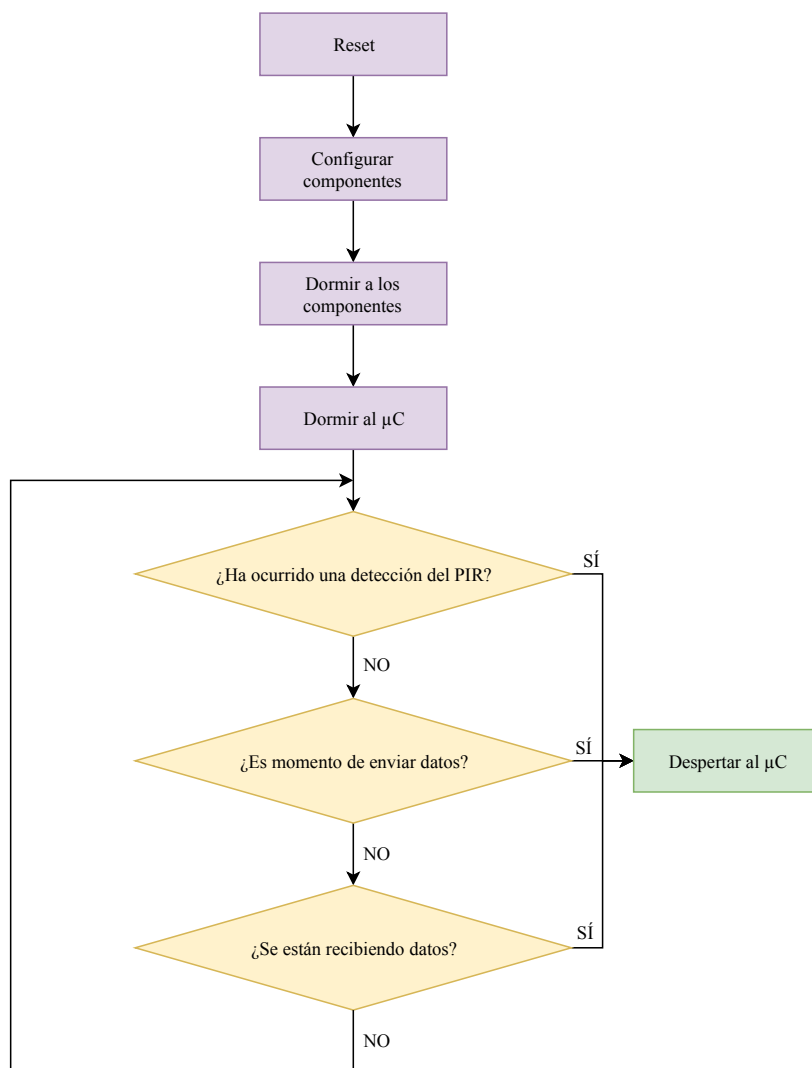 Reset
Configurar
componentes
Dormir a los
componentes
Dormir al µC
¿Ha ocurrido una detección del PIR?
SÍ
NO
¿Es momento de enviar datos?
SÍ
Despertar al µC
NO
¿Se están recibiendo datos?
SÍ
NO